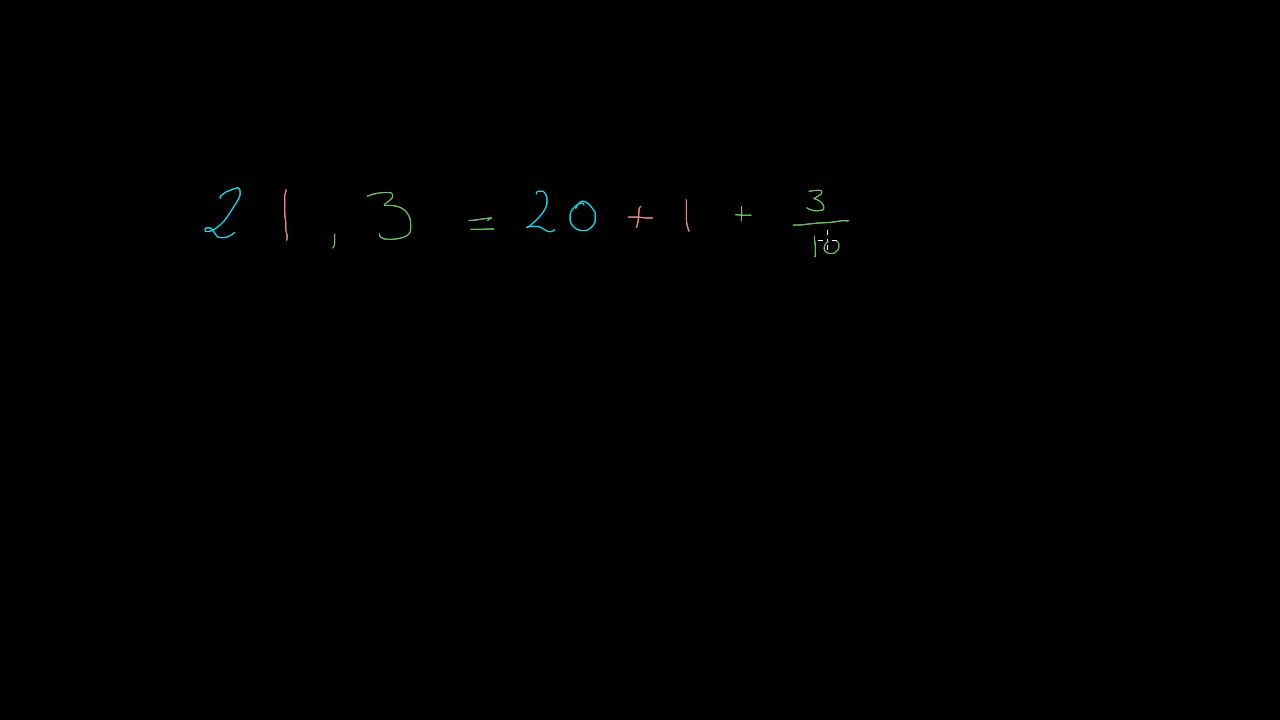 21,3 = 20 + 1 + 3/10